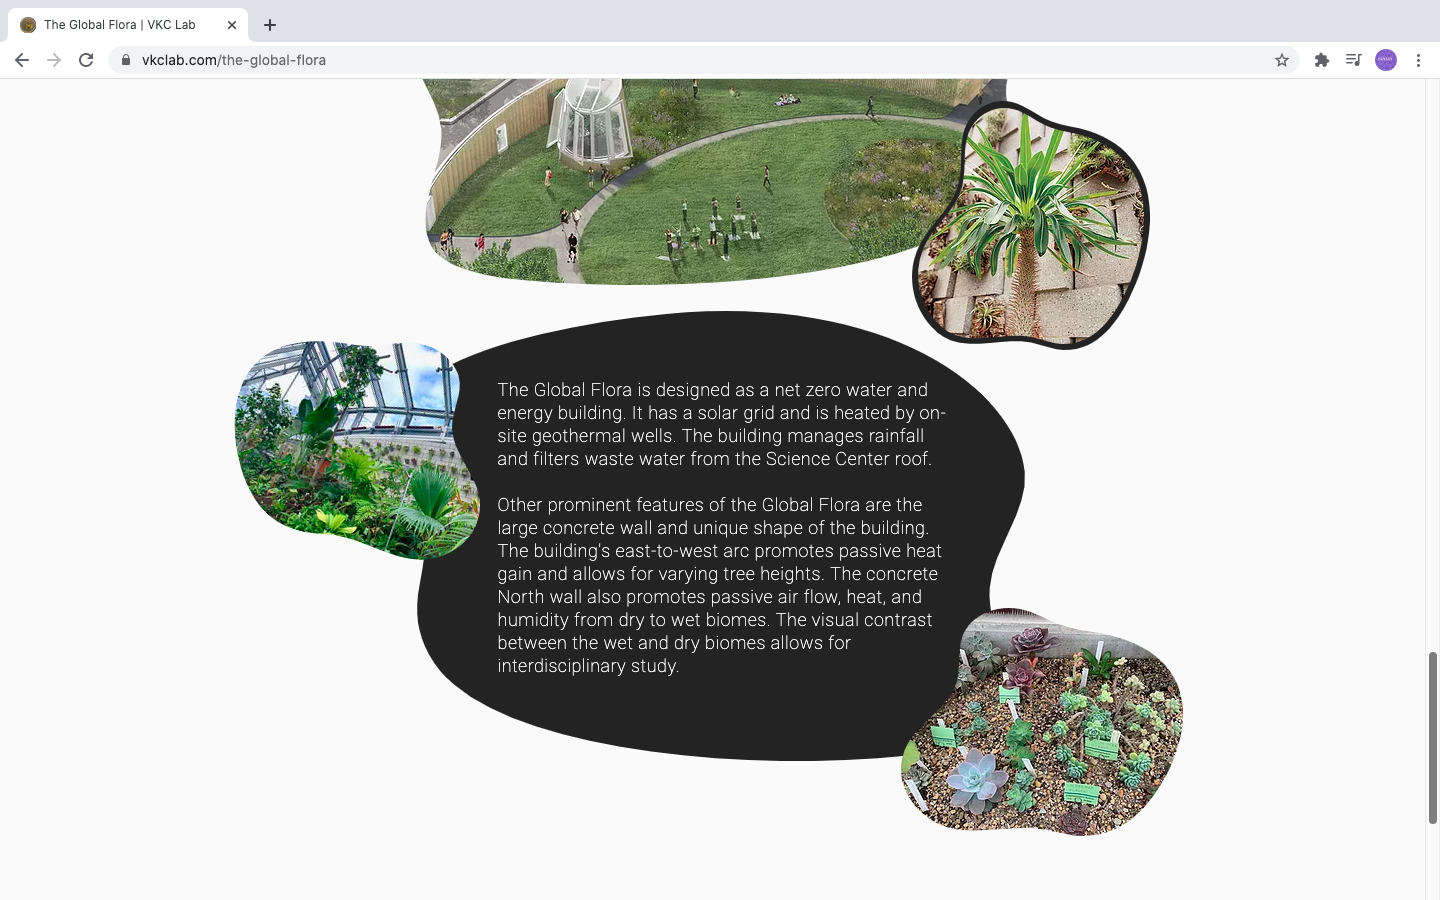 The Global Flora | VKC Lab
vkclab.com/the-global-flora
The Global Flora is designed as a net zero water and
energy building. It has a solar grid and is heated by on-
site geothermal wells. The building manages rainfall
and filters waste water from the Science Center roof.
Other prominent features of the Global Flora are the
large concrete wall and unique shape of the building.
The building's east-to-west arc promotes passive heat
gain and allows for varying tree heights. The concrete
North wall also promotes passive air flow, heat, and
humidity from dry to wet biomes. The visual contrast
between the wet and dry biomes allows for
interdisciplinary study.